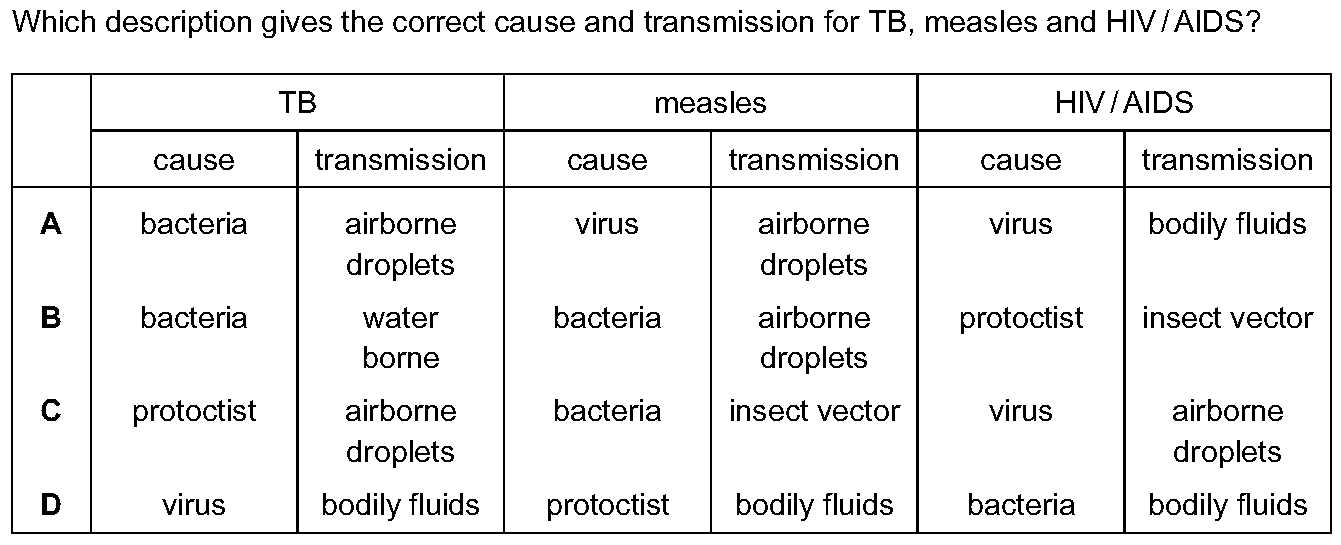 Which description gives the correct cause and transmission for TB, measles and HIV / AIDS?
TB measles HIV / AIDS
cause transmission cause transmission cause transmission
A bacteria airborne virus airborne virus bodily fluids
droplets droplets
B bacteria water bacteria airborne protoctist insect vector
borne droplets
C protoctist airborne bacteria insect vector virus airborne
droplets droplets
D virus bodily fluids protoctist bodily fluids bacteria bodily fluids